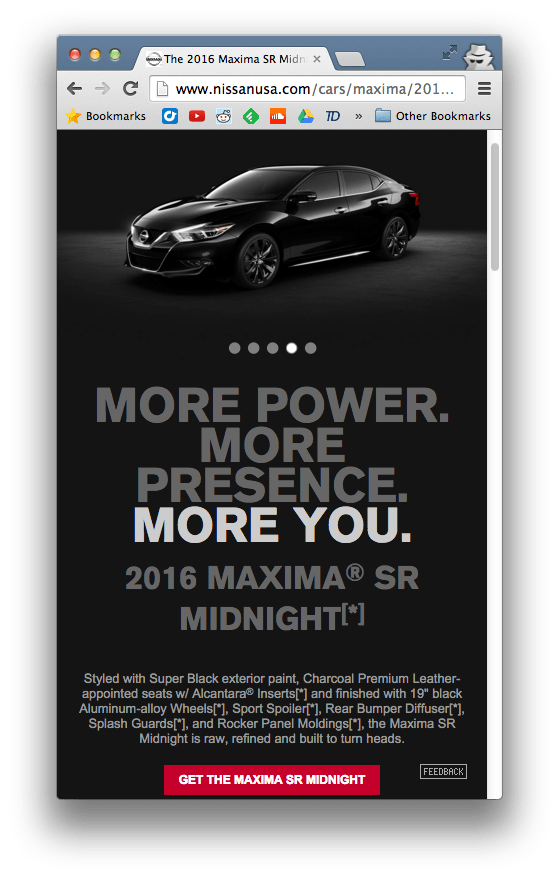 The 2016 Maxima SR Midn
www.nissanusa.com/cars/maxima/201...
Bookmarks
TD
»
Other Bookmarks
MORE POWER.
MORE
PRESENCE.
MORE YOU.
2016 MAXIMA® SR
MIDNIGHT[*]
Styled with Super Black exterior paint, Charcoal Premium Leather-
appointed seats w/ Alcantara® Inserts[*] and finished with 19" black
Aluminum-alloy Wheels[*], Sport Spoiler[*], Rear Bumper Diffuser[*],
Splash Guards[*], and Rocker Panel Moldings[*], the Maxima SR
Midnight is raw, refined and built to turn heads.
GET THE MAXIMA SR MIDNIGHT
FEEDBACK